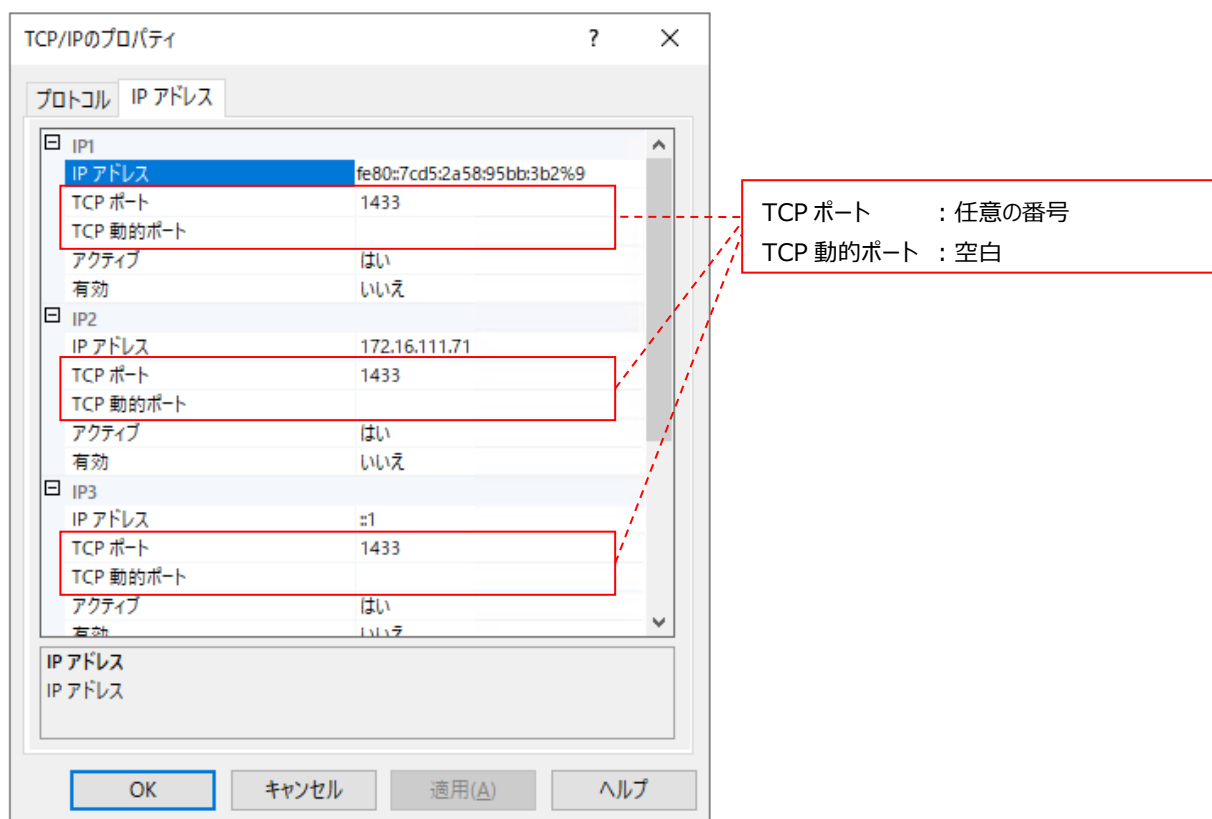 TCP/IPのプロパティ ? ×
プロトコル IP アドレス
IP1
IP アドレス fe80::7cd5:2a58:95bb:3b2%9
TCP ポート 1433
TCP 動的ポート
アクティブ はい
有効 いいえ
IP2
IP アドレス 172.16.111.71
TCP ポート 1433
TCP 動的ポート
アクティブ はい
有効 いいえ
IP3
IP アドレス ::1
TCP ポート 1433
TCP 動的ポート
アクティブ はい
有効 いいえ
IP アドレス
IP アドレス
OK キャンセル 適用(A) ヘルプ
TCP ポート :任意の番号
TCP 動的ポート :空白